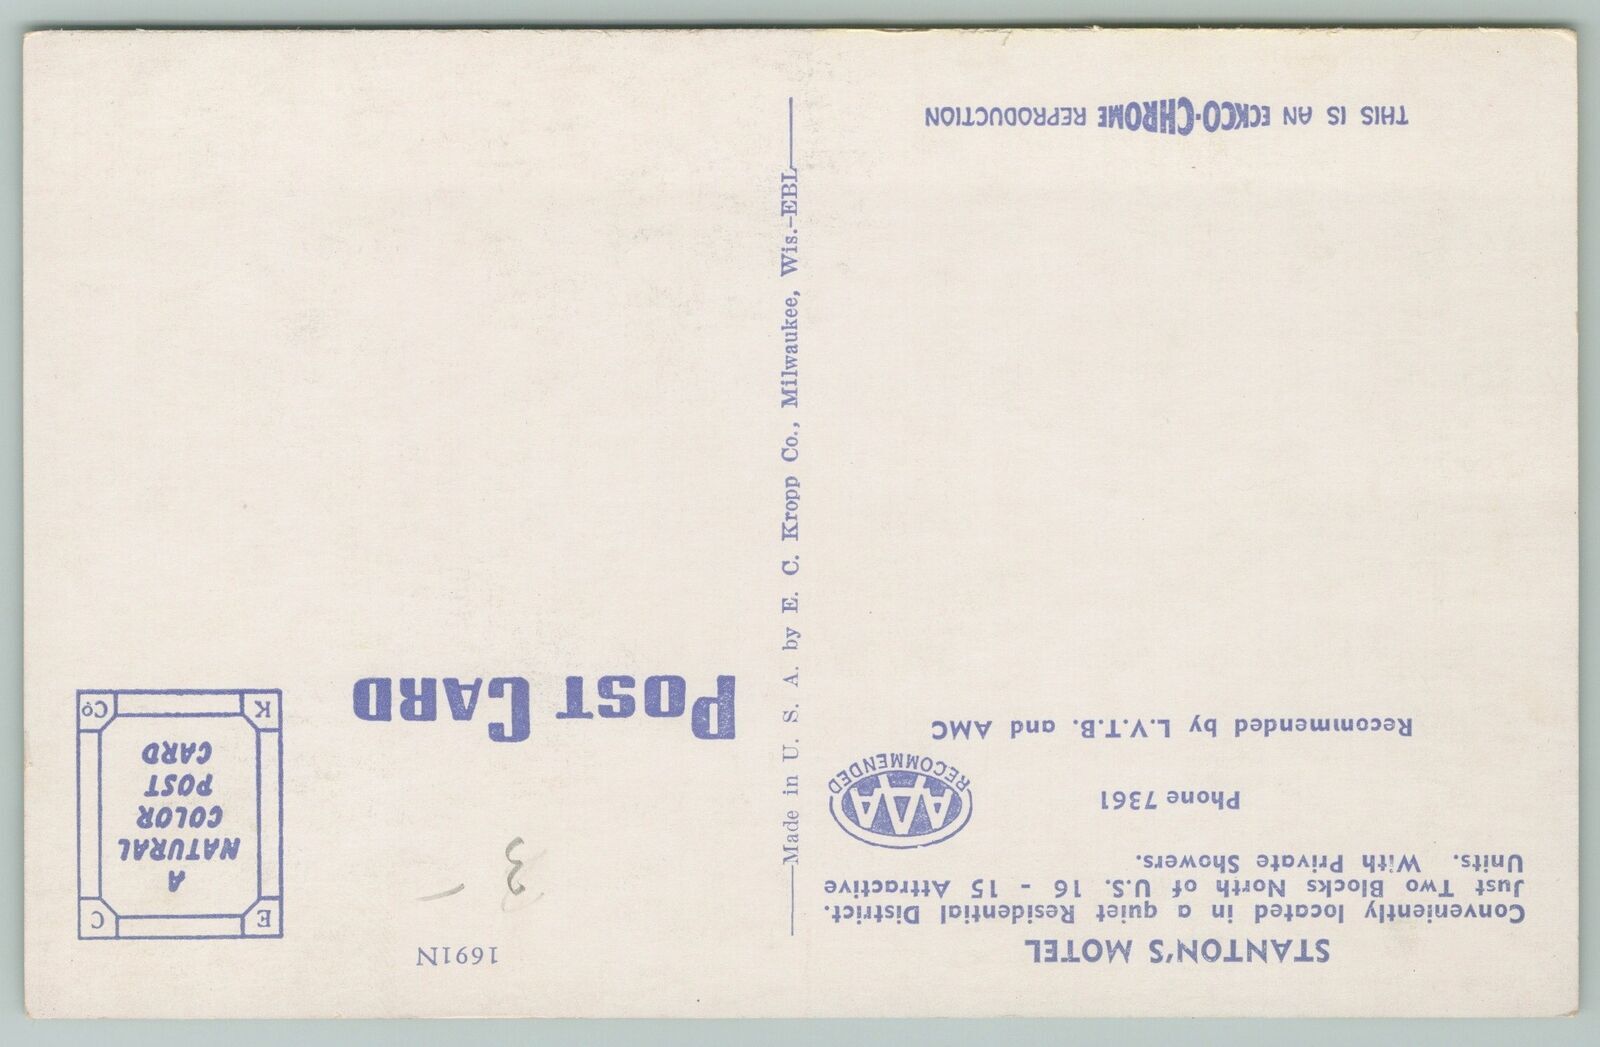 STANTON'S MOTEL
Conveniently located in a quiet Residential District.
Just Two Blocks North of U.S. 16 - 15 Attractive
Units. With Private Showers.
Phone 7361
AAA
RECOMMENDED
Recommended by L.V.T.B. and AMC
THIS IS AN ECKCO-CHROME REPRODUCTION
Made in U. S. A. by E. C. Kropp Co., Milwaukee, Wis.-EBL
1691N
3 -
POST CARD
E C
A
NATURAL
COLOR
POST
CARD
K Co